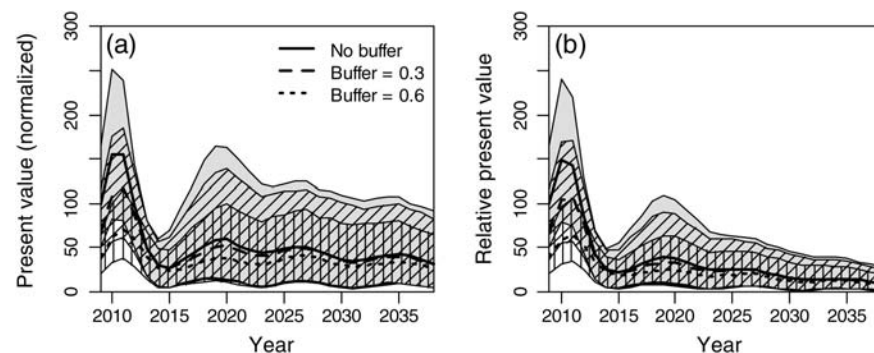 (a)
No buffer
Buffer = 0.3
Buffer = 0.6
Present value (normalized)
300
200
100
50
0
2010 2015 2020 2025 2030 2035
Year
(b)
Relative present value
300
200
100
50
0
2010 2015 2020 2025 2030 2035
Year